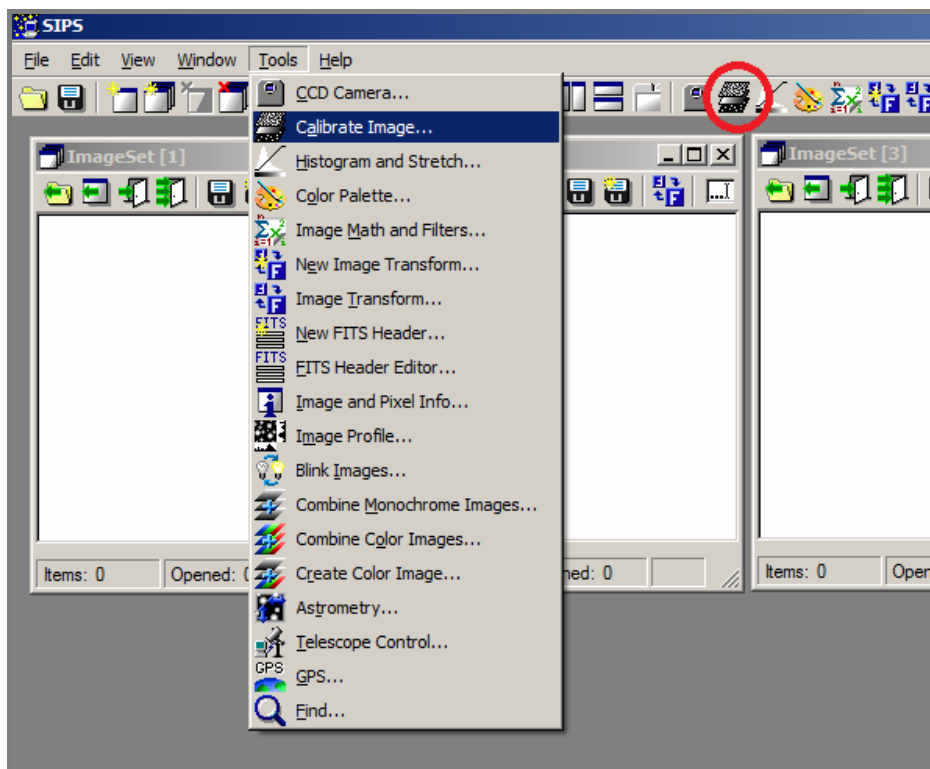 SIPS
File Edit View Window Tools Help
ImageSet [1]
ImageSet [3]
CCD Camera...
Calibrate Image...
Histogram and Stretch...
Color Palette...
Image Math and Filters...
New Image Transform...
Image Transform...
FITS
New FITS Header...
FITS
FITS Header Editor...
Image and Pixel Info...
Image Profile...
Blink Images...
Combine Monochrome Images...
Combine Color Images...
Create Color Image...
Astrometry...
Telescope Control...
GPS
GPS...
Find...
Items: 0 Opened: ned: 0 Items: 0 Open